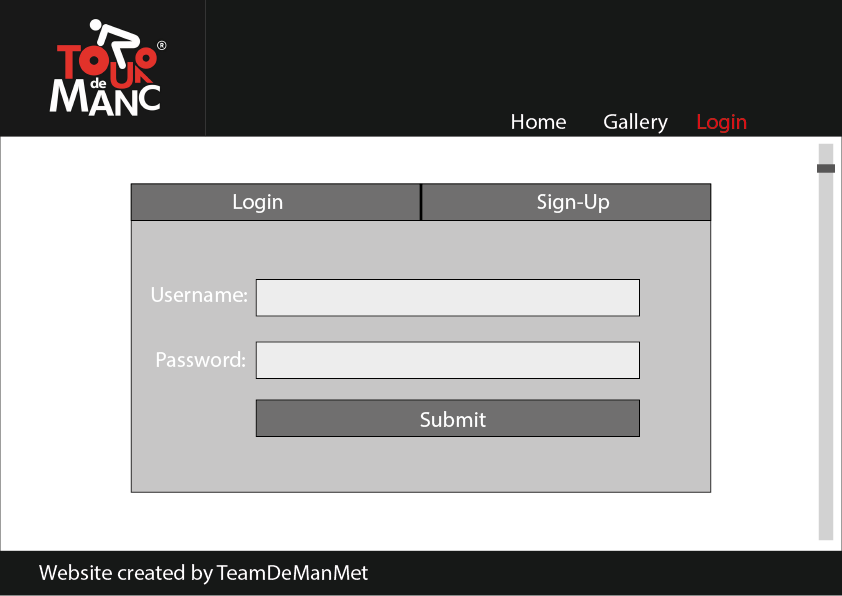 TOUR®
de
MANC
Home Gallery Login
Login Sign-Up
Username:
Password:
Submit
Website created by TeamDeManMet